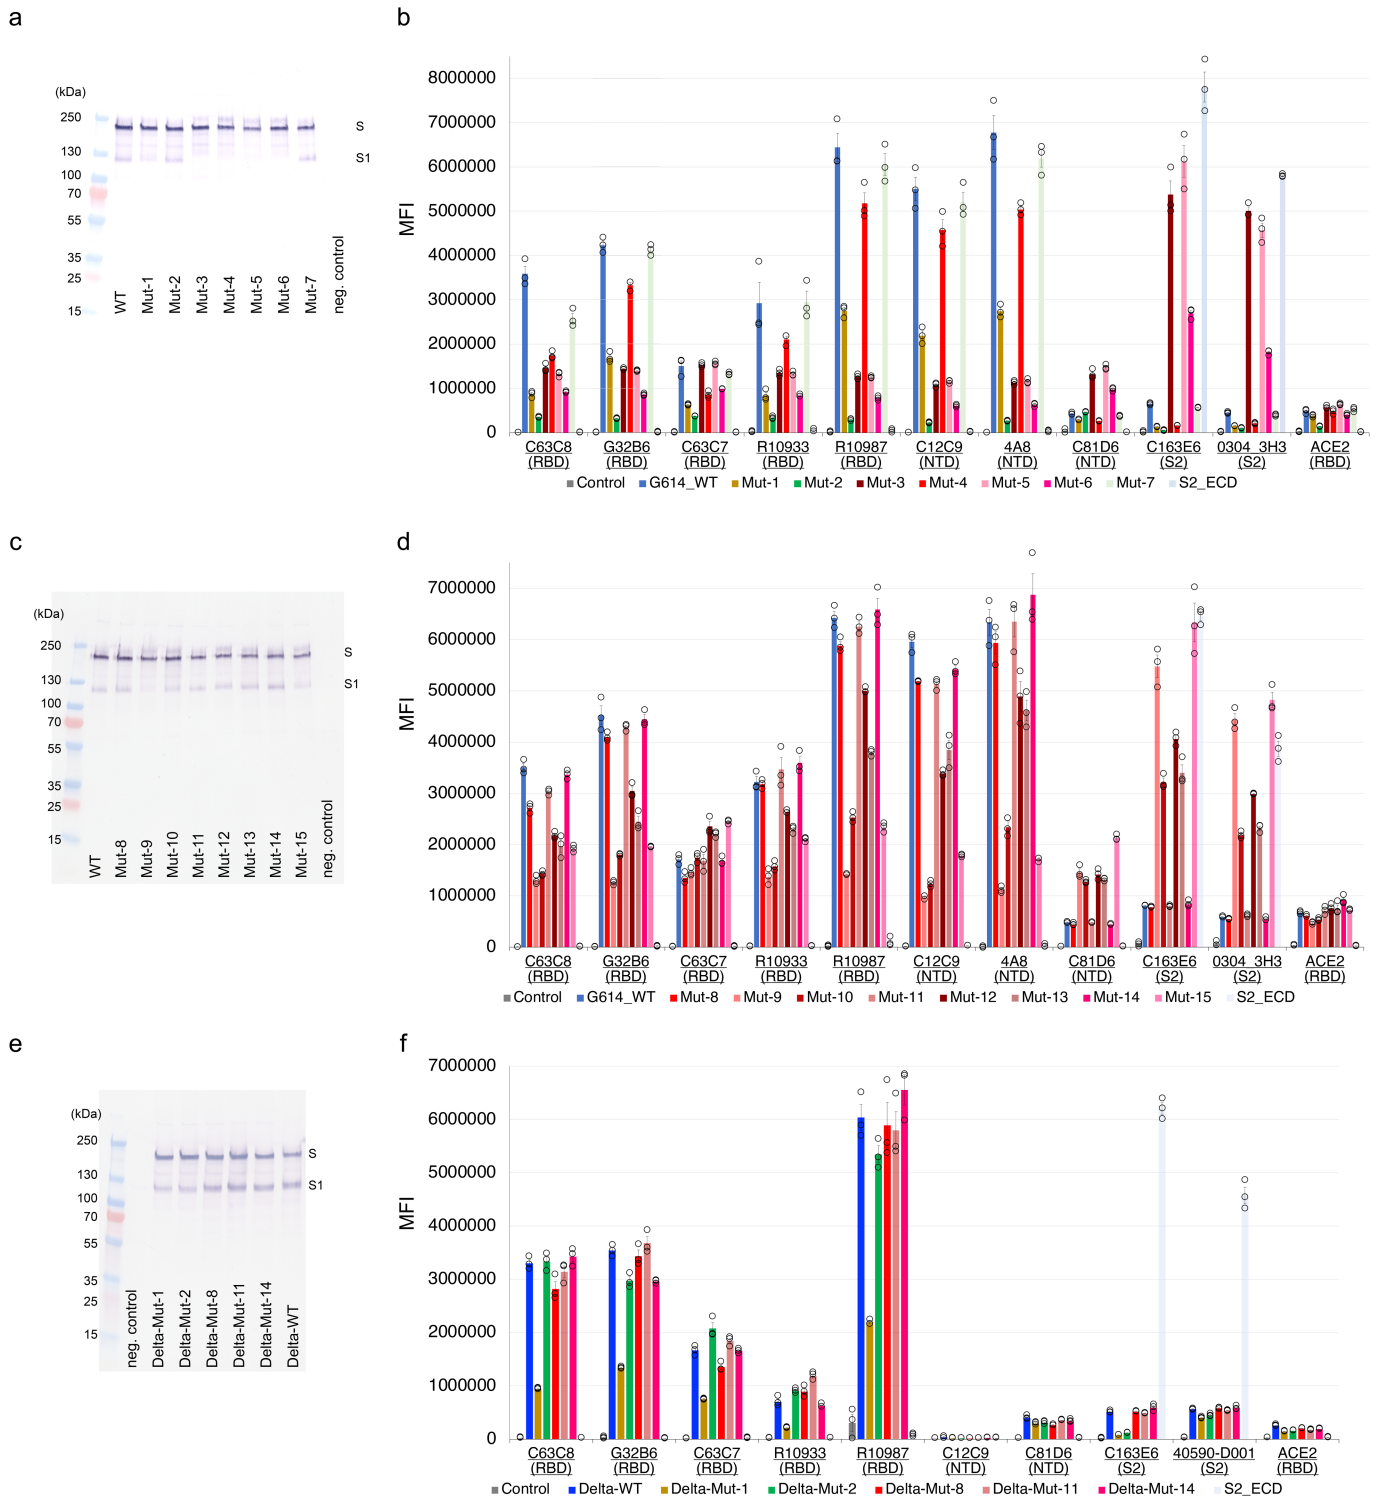 a
(kDa)
250
130
100
70
55
35
25
15
S
S1
WT
Mut-1
Mut-2
Mut-3
Mut-4
Mut-5
Mut-6
Mut-7
neg. control
b
MFI
8000000
7000000
6000000
5000000
4000000
3000000
2000000
1000000
0
C63C8 G32B6 C63C7 R10933 R10987 C12C9 4A8 C81D6 C163E6 0304_3H3 ACE2
(RBD) (RBD) (RBD) (RBD) (RBD) (NTD) (NTD) (NTD) (S2) (S2) (RBD)
Control G614_WT Mut-1 Mut-2 Mut-3 Mut-4 Mut-5 Mut-6 Mut-7 S2_ECD
c
(kDa)
250
130
100
70
55
35
25
15
S
S1
WT
Mut-8
Mut-9
Mut-10
Mut-11
Mut-12
Mut-13
Mut-14
Mut-15
neg. control
d
MFI
7000000
6000000
5000000
4000000
3000000
2000000
1000000
0
C63C8 G32B6 C63C7 R10933 R10987 C12C9 4A8 C81D6 C163E6 0304_3H3 ACE2
(RBD) (RBD) (RBD) (RBD) (RBD) (NTD) (NTD) (NTD) (S2) (S2) (RBD)
Control G614_WT Mut-8 Mut-9 Mut-10 Mut-11 Mut-12 Mut-13 Mut-14 Mut-15 S2_ECD
e
(kDa)
250
130
100
70
55
35
25
15
S
S1
neg. control
Delta-Mut-1
Delta-Mut-2
Delta-Mut-8
Delta-Mut-11
Delta-Mut-14
Delta-WT
f
MFI
7000000
6000000
5000000
4000000
3000000
2000000
1000000
0
C63C8 G32B6 C63C7 R10933 R10987 C12C9 C81D6 C163E6 40590-D001 ACE2
(RBD) (RBD) (RBD) (RBD) (RBD) (NTD) (NTD) (S2) (S2) (RBD)
Control Delta-WT Delta-Mut-1 Delta-Mut-2 Delta-Mut-8 Delta-Mut-11 Delta-Mut-14 S2_ECD